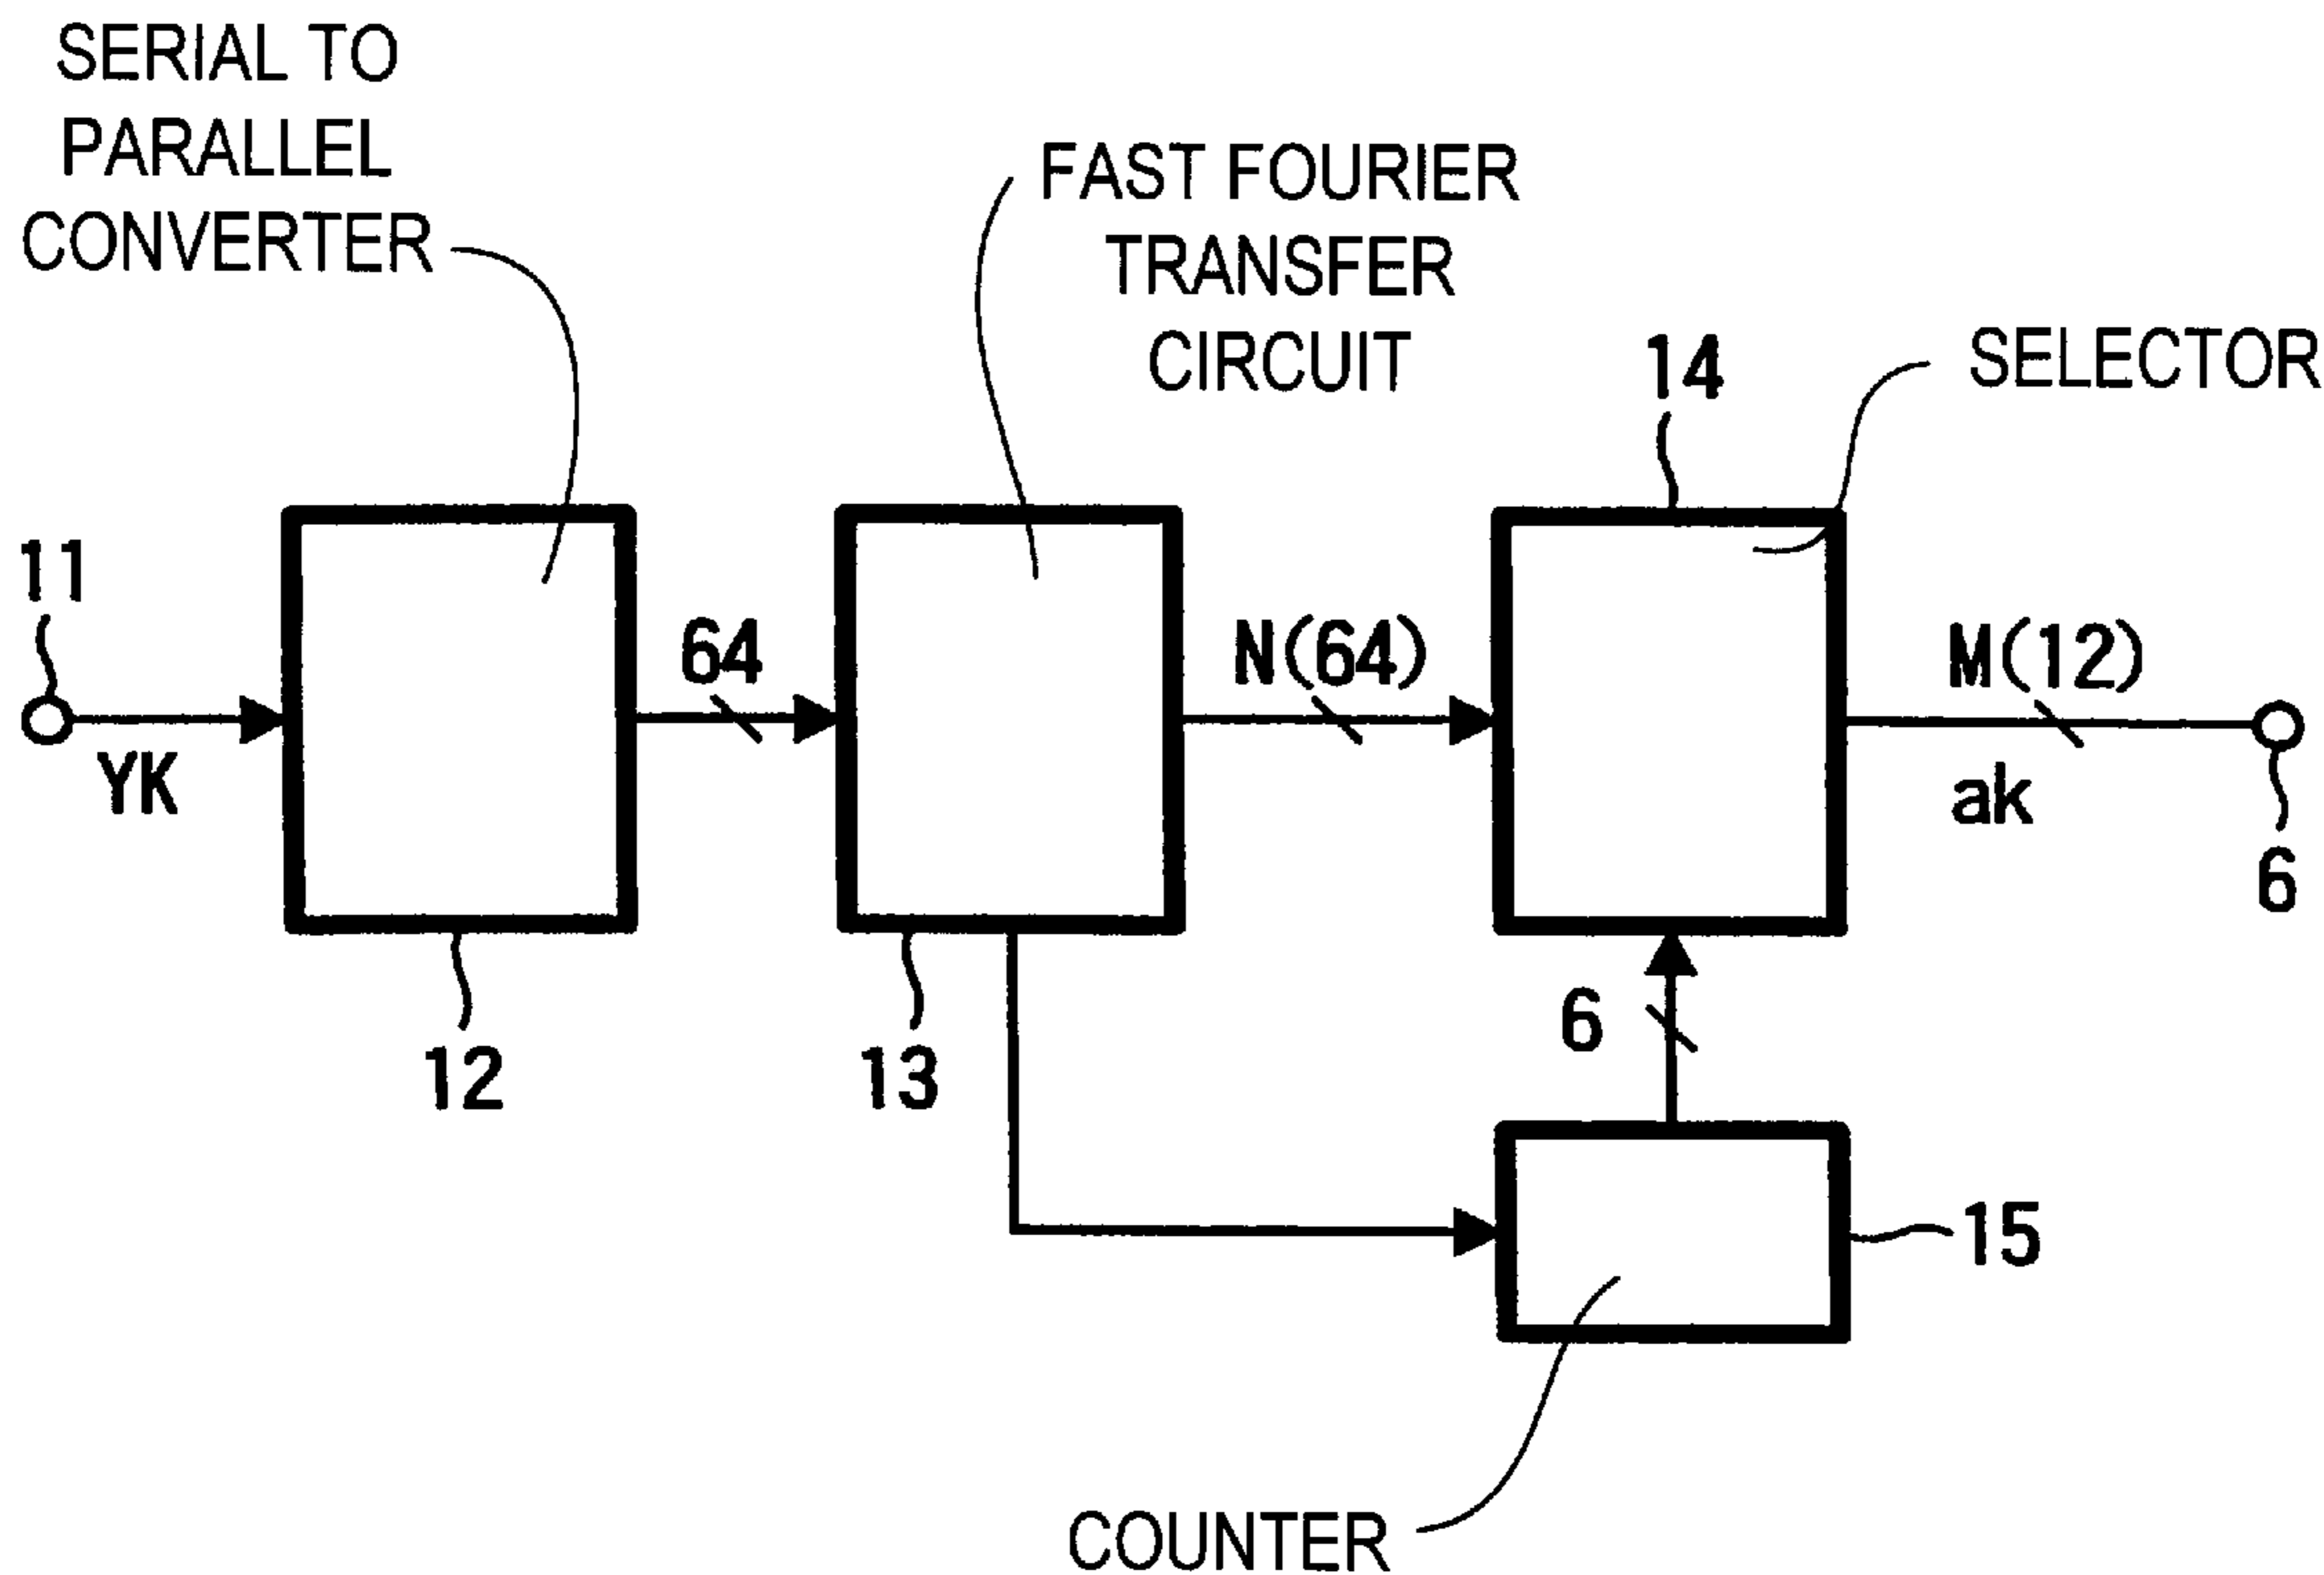 SERIAL TO
PARALLEL
CONVERTER
FAST FOURIER
TRANSFER
CIRCUIT
14
SELECTOR
11
64
N(64)
M(12)
YK
ak
6
12
13
6
15
COUNTER